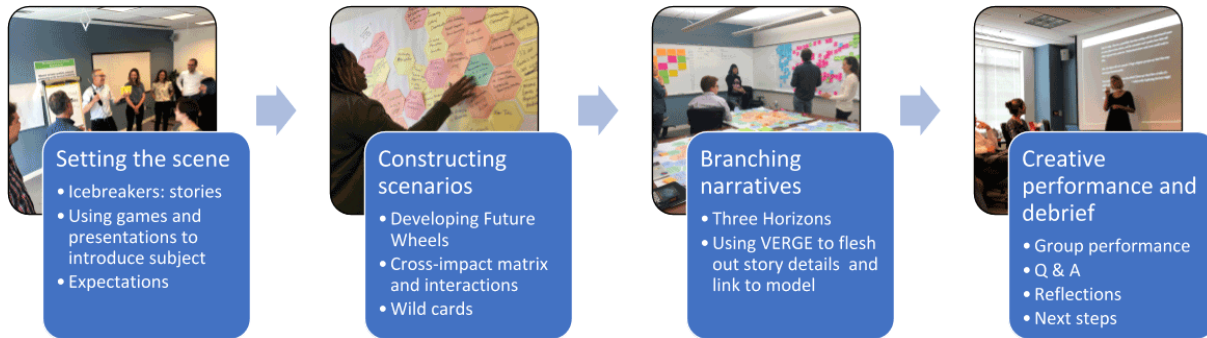 Setting the scene
• Icebreakers: stories
• Using games and
presentations to
introduce subject
• Expectations
Constructing
scenarios
• Developing Future
Wheels
• Cross-impact matrix
and interactions
• Wild cards
Branching
narratives
• Three Horizons
• Using VERGE to flesh
out story details and
link to model
Creative
performance and
debrief
• Group performance
• Q & A
• Reflections
• Next steps